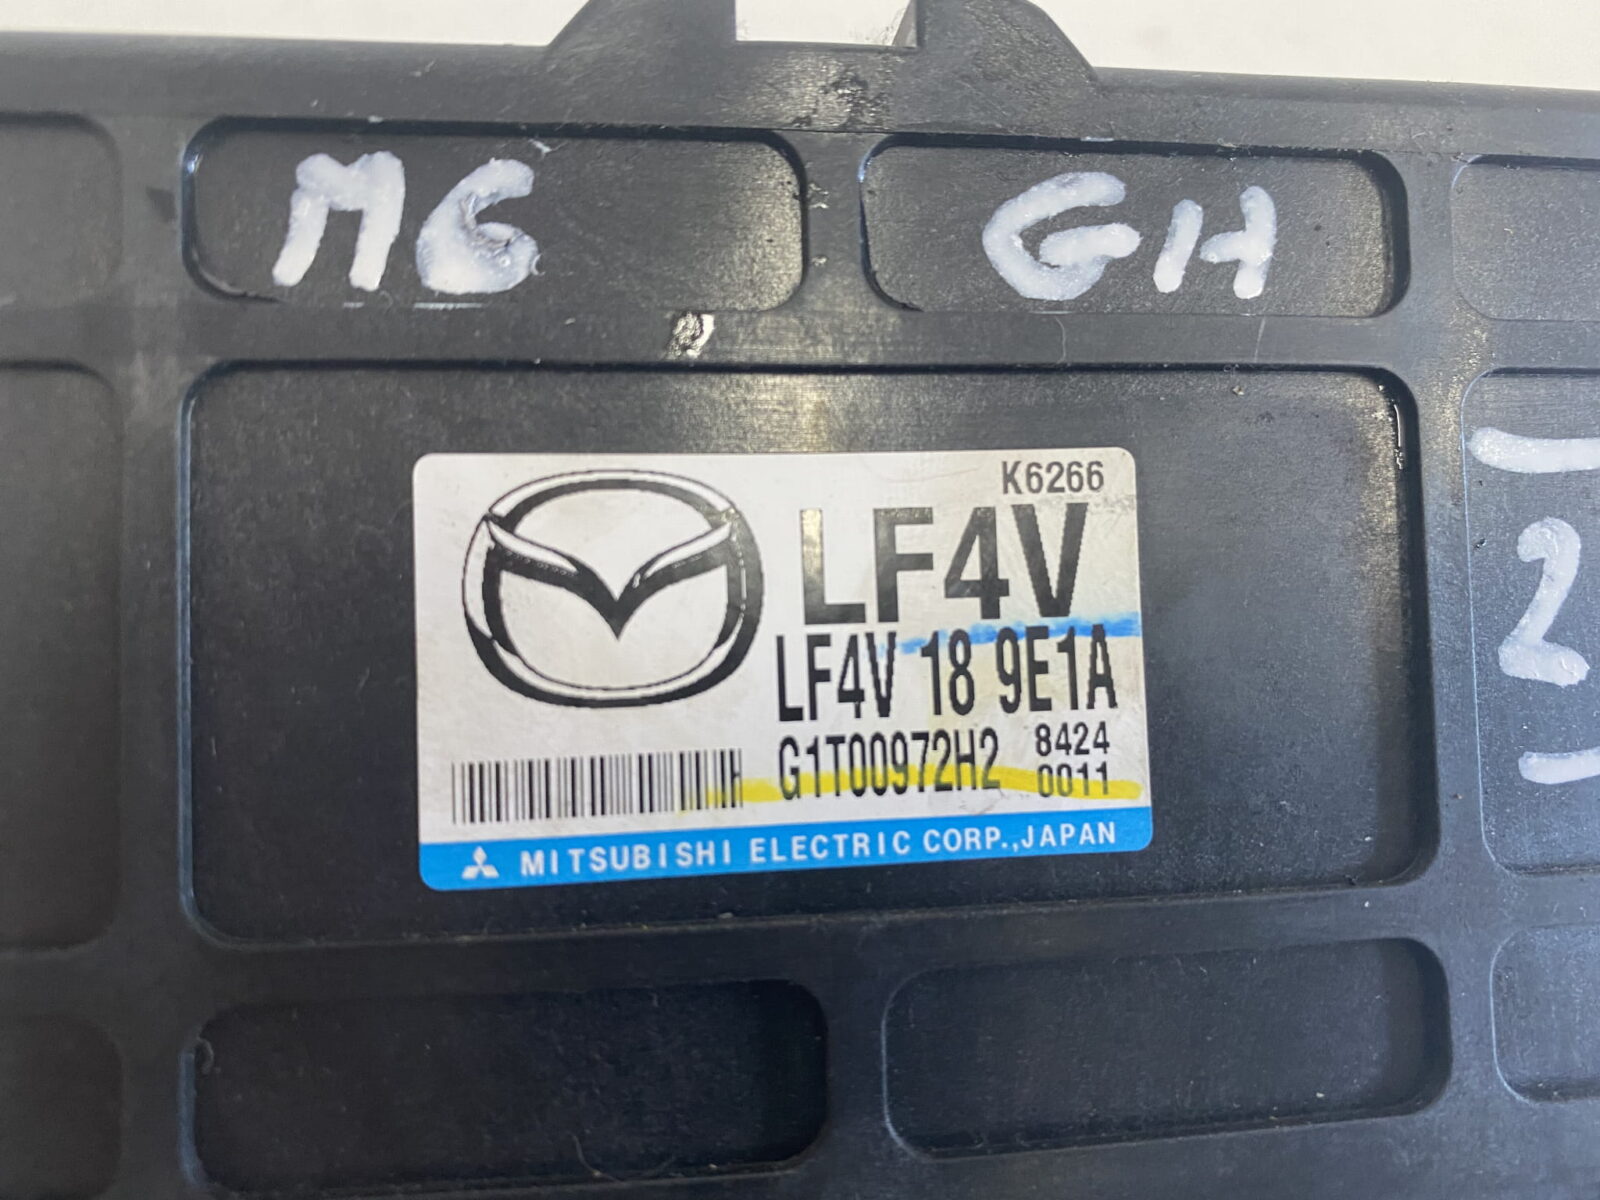 M6 GH
K6266
LF4V
LF4V 18 9E1A
G1T00972H2 8424
0011
MITSUBISHI ELECTRIC CORP.,JAPAN
2